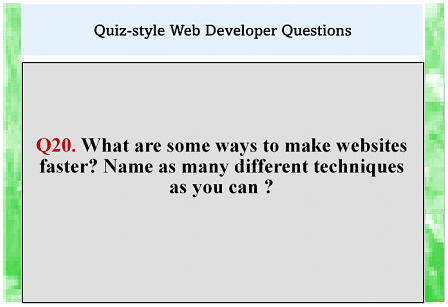 Quiz-style Web Developer Questions
Q20. What are some ways to make websites
faster? Name as many different techniques
as you can ?